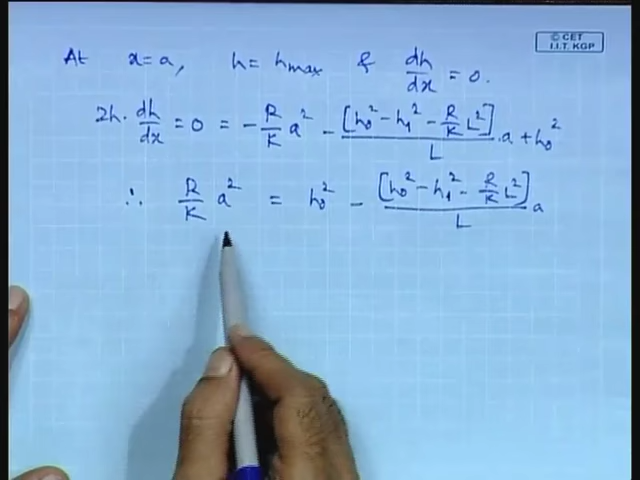 © CET
I.I.T. KGP
At x=a, h = hmax & dh/dx = 0.
2h. dh/dx = 0 = -R/K a² - [h₀² - h₁² - R/K L²]/L .a + h₀²
∴ R/K a² = h₀² - [h₀² - h₁² - R/K L²]/L a